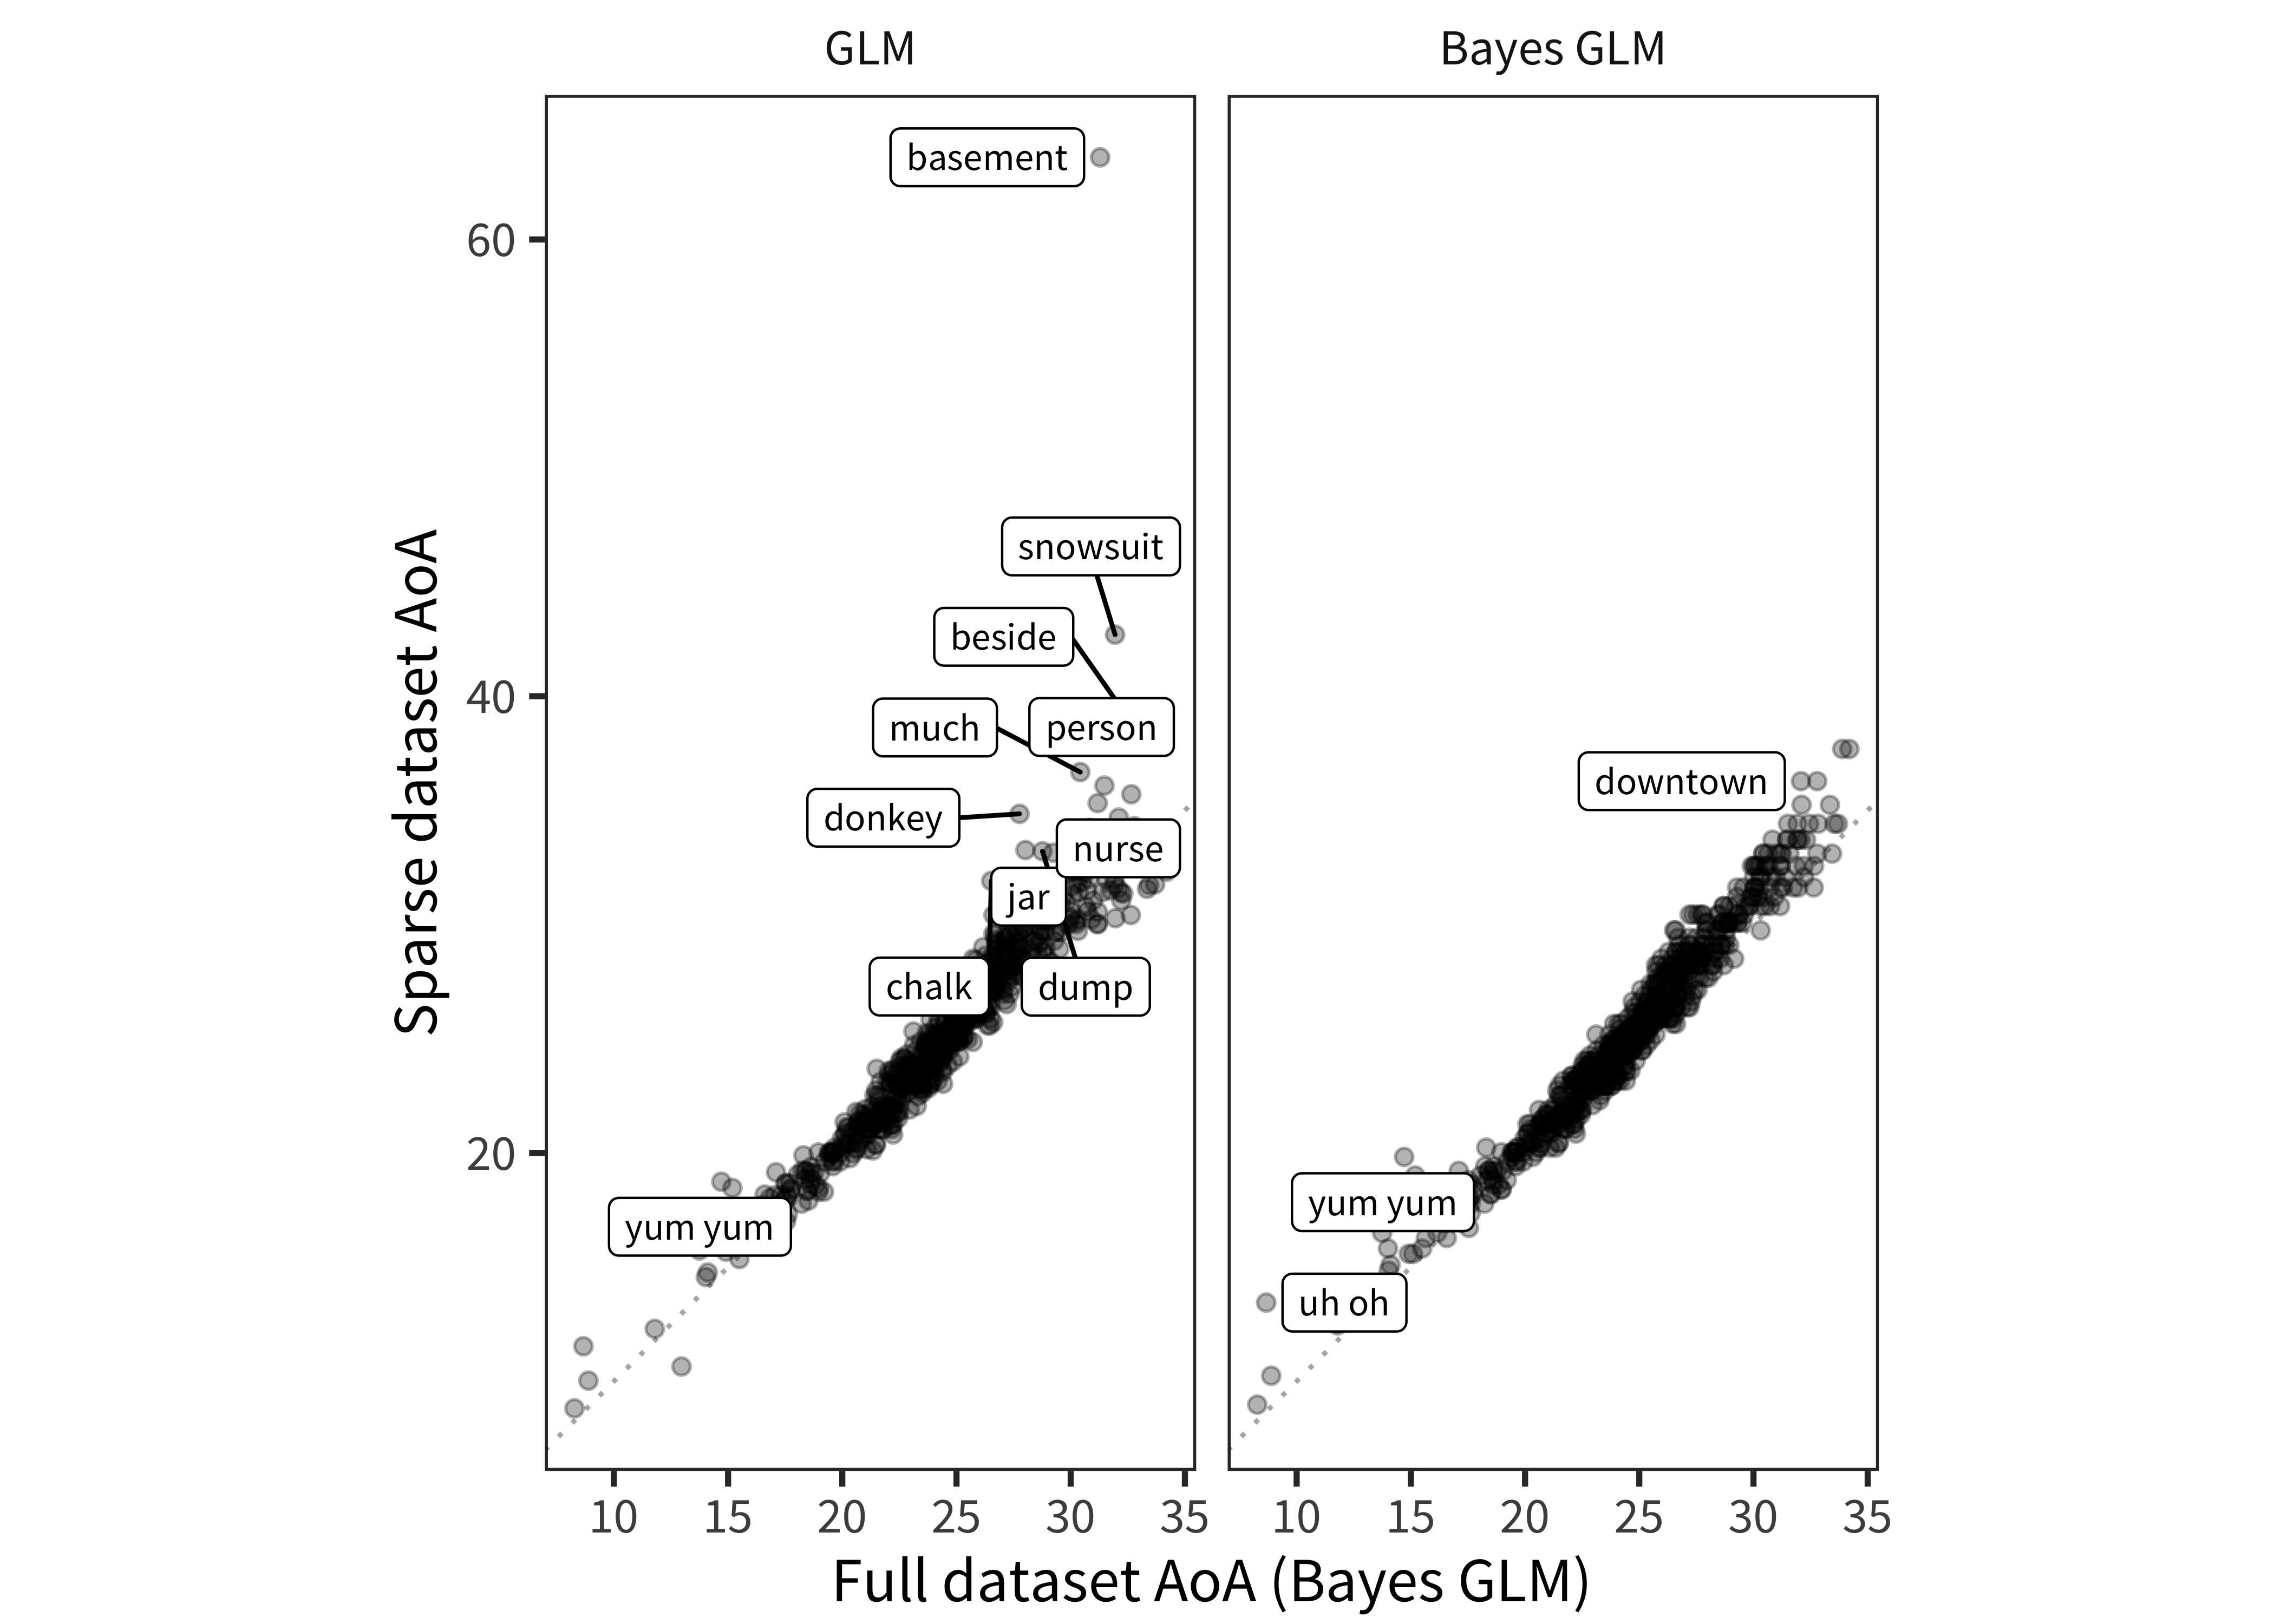 GLM
Bayes GLM
basement
60
snowsuit
beside
40
much
person
downtown
donkey
nurse
jar
chalk
dump
20
yum yum
yum yum
uh oh
10 15 20 25 30 35
10 15 20 25 30 35
Sparse dataset AoA
Full dataset AoA (Bayes GLM)